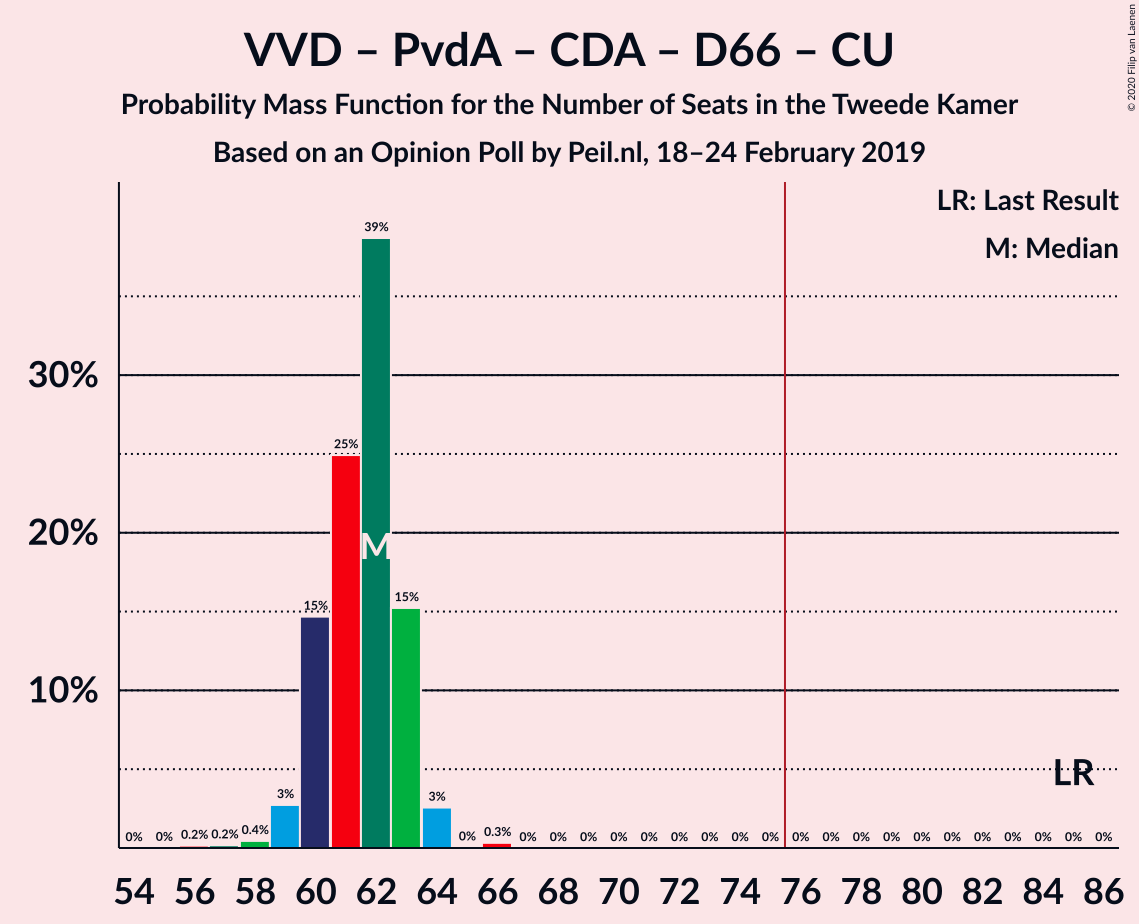 VVD – PvdA – CDA – D66 – CU
Probability Mass Function for the Number of Seats in the Tweede Kamer
Based on an Opinion Poll by Peil.nl, 18–24 February 2019
© 2020 Filip van Laenen
LR: Last Result
M: Median
30%
20%
10%
0% 0% 0.2% 0.2% 0.4% 3% 15% 25% 39% 15% 3% 0% 0.3% 0% 0% 0% 0% 0% 0% 0% 0% 0% 0% 0% 0% 0% 0% 0% 0% 0% 0% 0% 0%
M
LR
54 56 58 60 62 64 66 68 70 72 74 76 78 80 82 84 86